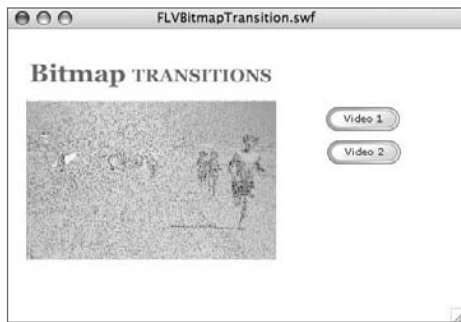 FLVBitmapTransition.swf
Bitmap TRANSITIONS
Video 1
Video 2